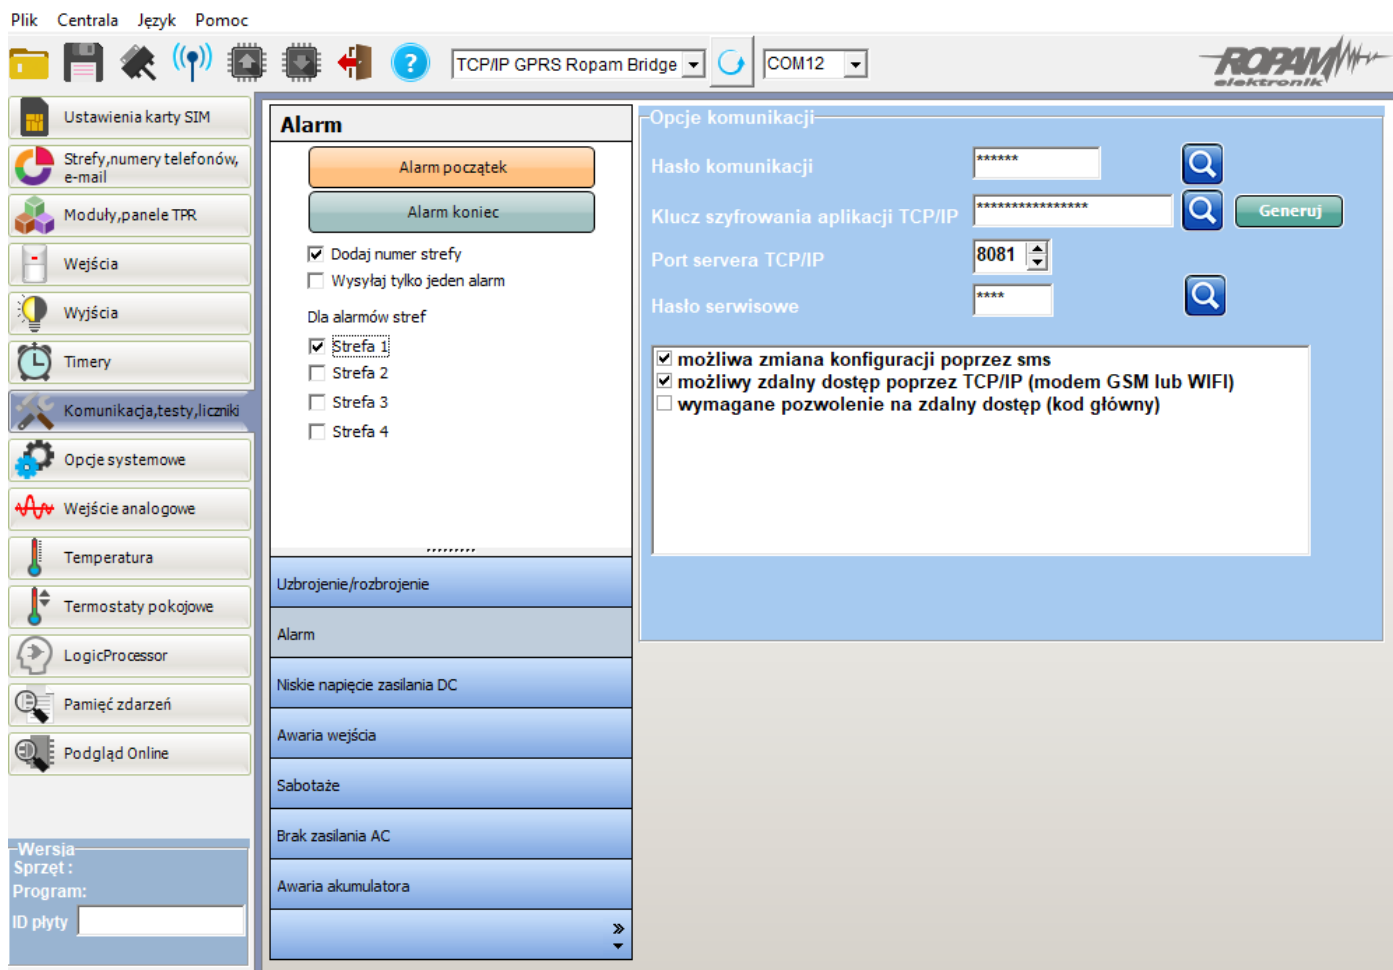 Plik Centrala Język Pomoc
TCP/IP GPRS Ropam Bridge
COM12
ROPAM
elektronik
Ustawienia karty SIM
Strefy,numery telefonów,
e-mail
Moduły,panele TPR
Wejścia
Wyjścia
Timery
Komunikacja,testy,liczniki
Opcje systemowe
Wejście analogowe
Temperatura
Termostaty pokojowe
LogicProcessor
Pamięć zdarzeń
Podgląd Online
Wersja
Sprzęt :
Program:
ID płyty
Alarm
Alarm początek
Alarm koniec
Dodaj numer strefy
Wysyłaj tylko jeden alarm
Dla alarmów stref
Strefa 1
Strefa 2
Strefa 3
Strefa 4
Uzbrojenie/rozbrojenie
Alarm
Niskie napięcie zasilania DC
Awaria wejścia
Sabotaże
Brak zasilania AC
Awaria akumulatora
Opcje komunikacji
Hasło komunikacji ******
Klucz szyfrowania aplikacji TCP/IP **************** Generuj
Port servera TCP/IP 8081
Hasło serwisowe ****
możliwa zmiana konfiguracji poprzez sms
możliwy zdalny dostęp poprzez TCP/IP (modem GSM lub WIFI)
wymagane pozwolenie na zdalny dostęp (kod główny)